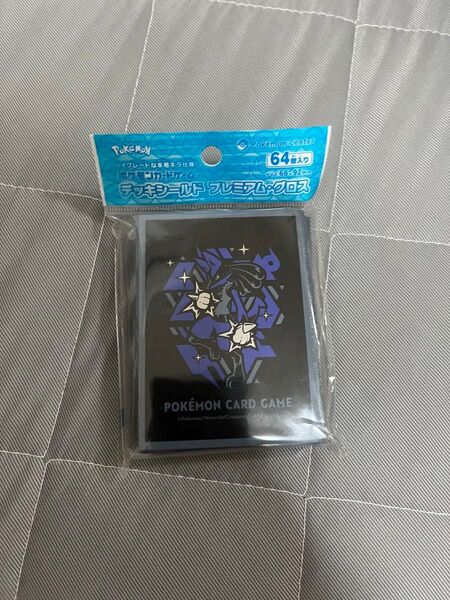 POKÉMON
Pokémon Center
ハイグレードな本格キラ仕様
ポケモンカードゲーム
64枚入り
デッキシールド プレミアム・グロス
POKÉMON CARD GAME